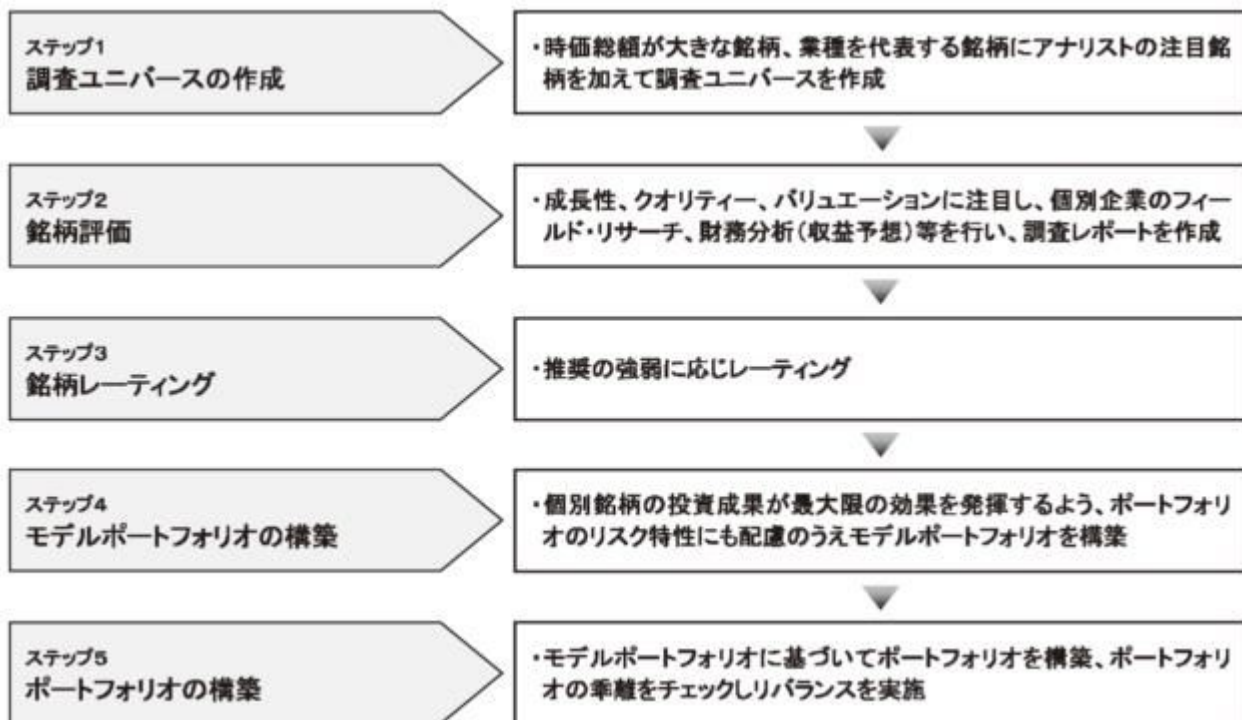 ステップ1
調査ユニバースの作成
・時価総額が大きな銘柄、業種を代表する銘柄にアナリストの注目銘
柄を加えて調査ユニバースを作成
ステップ2
銘柄評価
・成長性、クオリティー、バリュエーションに注目し、個別企業のフィー
ルド・リサーチ、財務分析(収益予想)等を行い、調査レポートを作成
ステップ3
銘柄レーティング
・推奨の強弱に応じレーティング
ステップ4
モデルポートフォリオの構築
・個別銘柄の投資成果が最大限の効果を発揮するよう、ポートフォリ
オのリスク特性にも配慮のうえモデルポートフォリオを構築
ステップ5
ポートフォリオの構築
・モデルポートフォリオに基づいてポートフォリオを構築、ポートフォリ
オの乖離をチェックしリバランスを実施